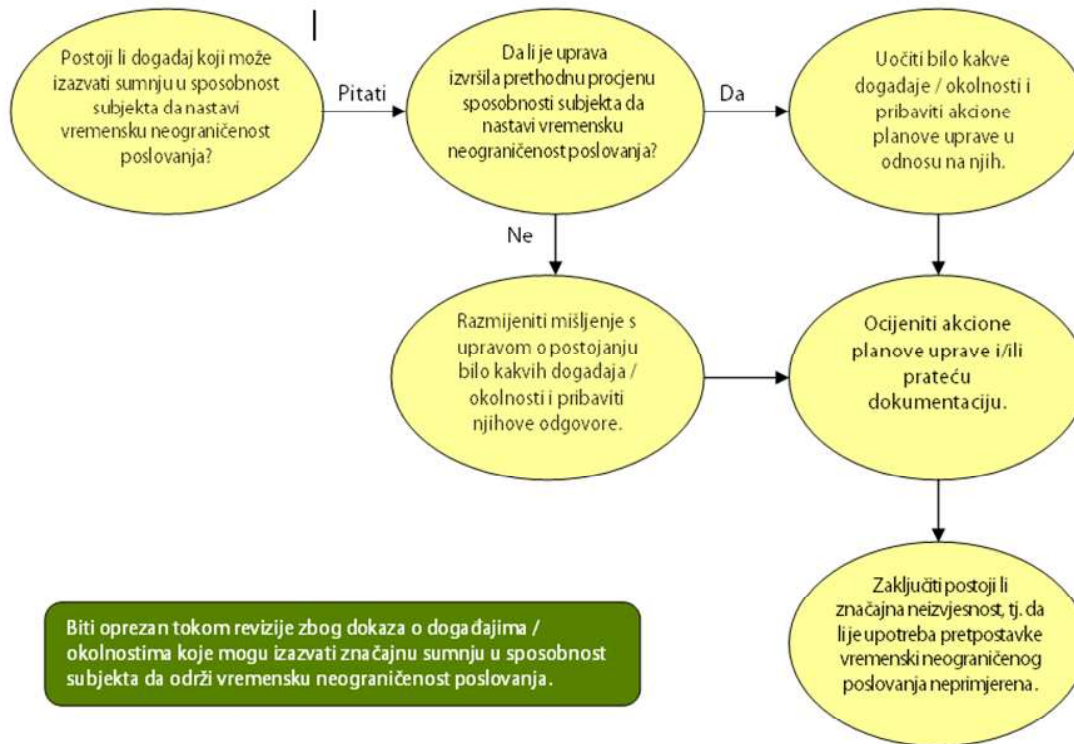 Postoji li događaj koji može
izazvati sumnju u sposobnost
subjekta da nastavi
vremensku neograničenost
poslovanja?
Pitati
Da li je uprava
izvršila prethodnu procjenu
sposobnosti subjekta da
nastavi vremensku
neograničenost poslovanja?
Da
Uočiti bilo kakve
događaje / okolnosti i
pribaviti akcione
planove uprave u
odnosu na njih.
Ne
Razmijeniti mišljenje s
upravom o postojanju
bilo kakvih događaja /
okolnosti i pribaviti
njihove odgovore.
Ocijeniti akcione
planove uprave i/ili
prateću
dokumentaciju.
Zaključiti postoji li
značajna neizvjesnost, tj. da
li je upotreba pretpostavke
vremenski neograničenog
poslovanja neprimjerena.
Biti oprezan tokom revizije zbog dokaza o događajima /
okolnostima koje mogu izazvati značajnu sumnju u sposobnost
subjekta da održi vremensku neograničenost poslovanja.